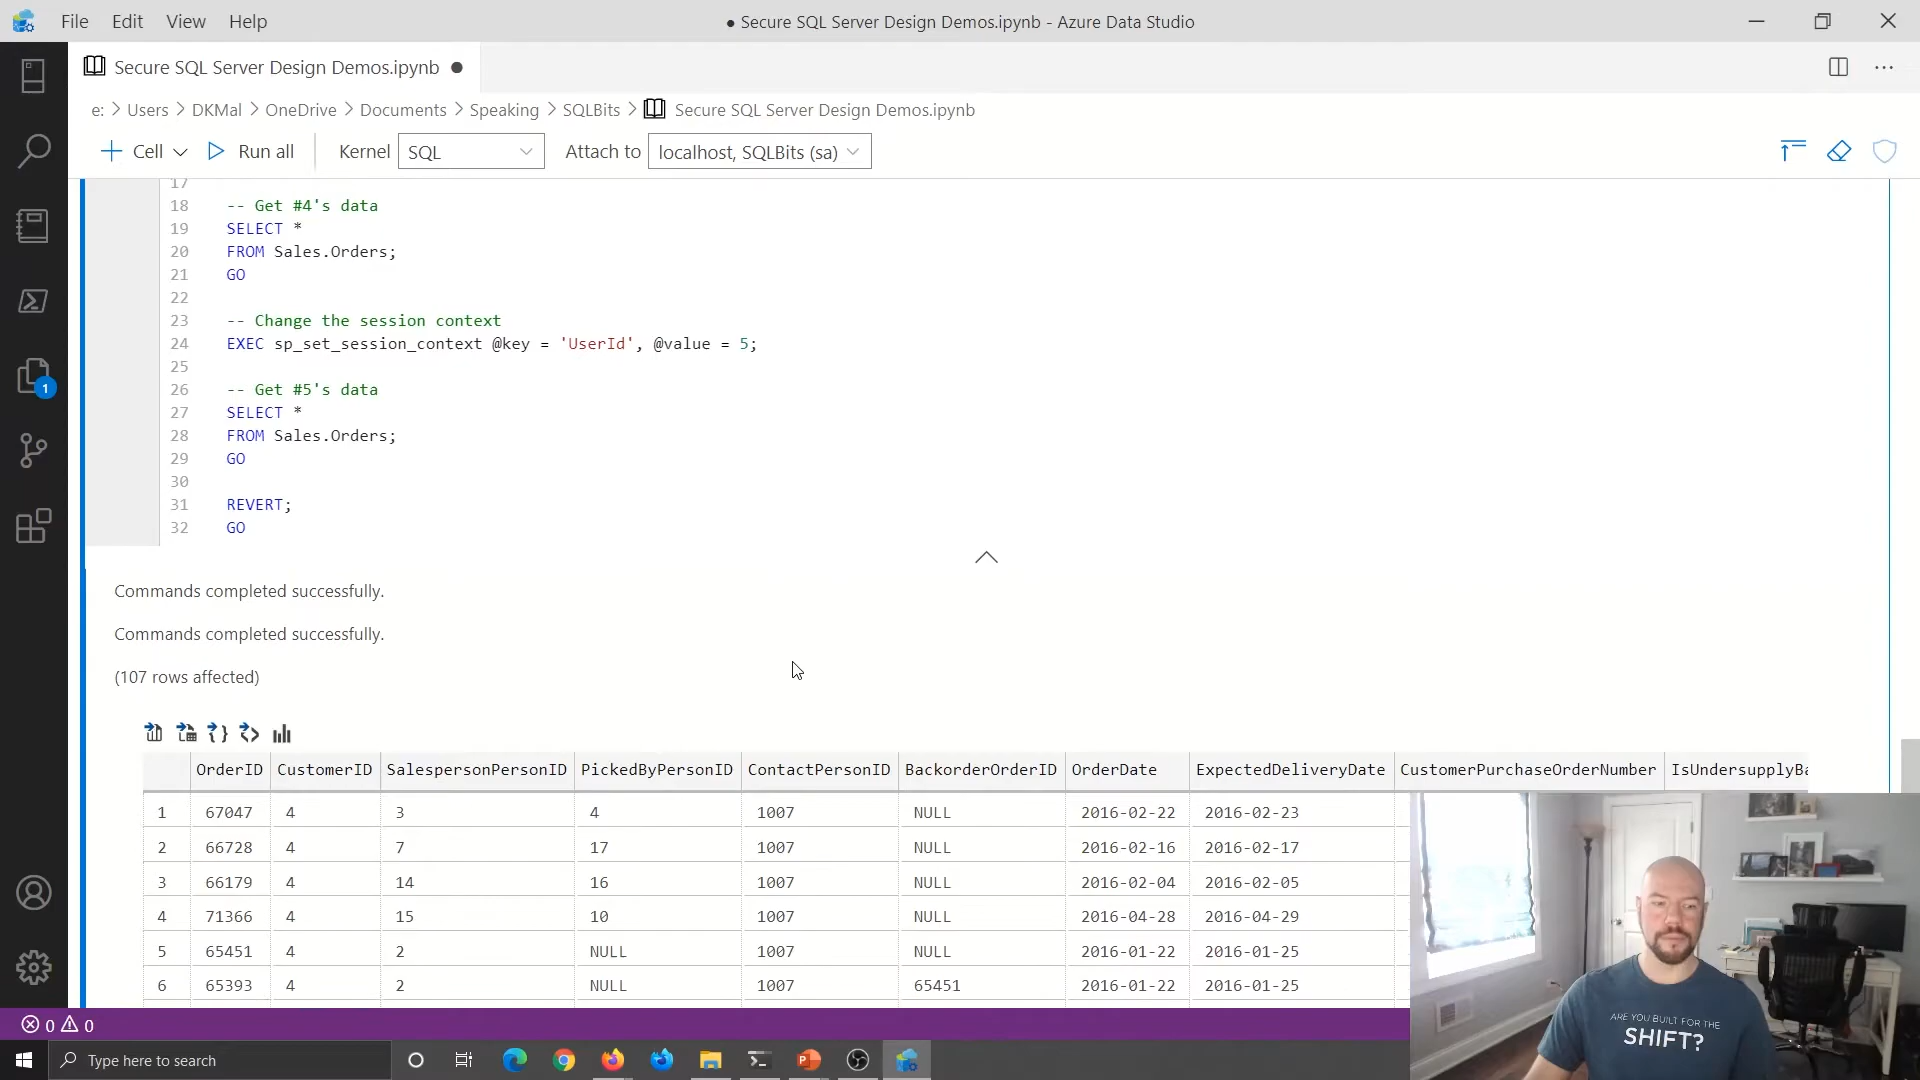 File Edit View Help
● Secure SQL Server Design Demos.ipynb - Azure Data Studio
Secure SQL Server Design Demos.ipynb ●
e: > Users > DKMal > OneDrive > Documents > Speaking > SQLBits > Secure SQL Server Design Demos.ipynb
+ Cell Run all Kernel SQL Attach to localhost, SQLBits (sa)
17
18 -- Get #4's data
19 SELECT *
20 FROM Sales.Orders;
21 GO
22
23 -- Change the session context
24 EXEC sp_set_session_context @key = 'UserId', @value = 5;
25
26 -- Get #5's data
27 SELECT *
28 FROM Sales.Orders;
29 GO
30
31 REVERT;
32 GO
1
Commands completed successfully.
Commands completed successfully.
(107 rows affected)
OrderID CustomerID SalespersonPersonID PickedByPersonID ContactPersonID BackorderOrderID OrderDate ExpectedDeliveryDate CustomerPurchaseOrderNumber IsUndersupplyBa
1 67047 4 3 4 1007 NULL 2016-02-22 2016-02-23
2 66728 4 7 17 1007 NULL 2016-02-16 2016-02-17
3 66179 4 14 16 1007 NULL 2016-02-04 2016-02-05
4 71366 4 15 10 1007 NULL 2016-04-28 2016-04-29
5 65451 4 2 NULL 1007 NULL 2016-01-22 2016-01-25
6 65393 4 2 NULL 1007 65451 2016-01-22 2016-01-25
ARE YOU BUILT FOR THE
SHIFT?
0 0
Type here to search